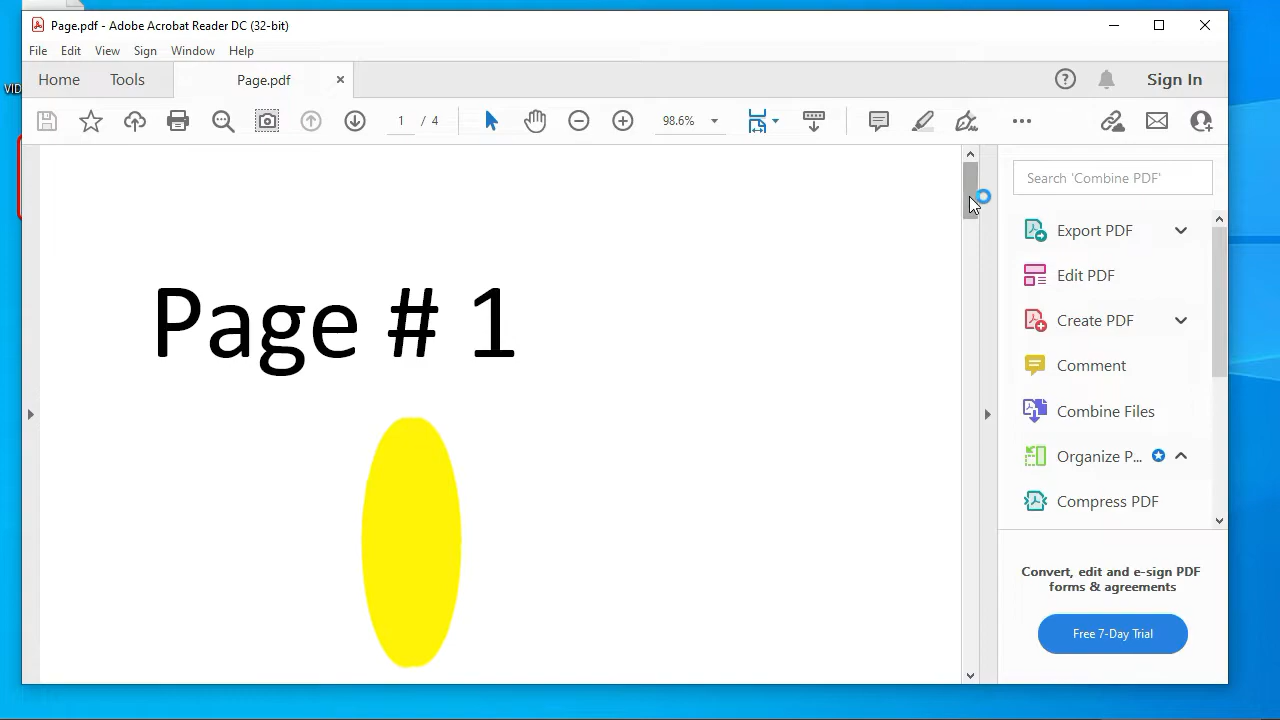 Page.pdf - Adobe Acrobat Reader DC (32-bit)
File Edit View Sign Window Help
Home Tools Page.pdf Sign In
1 / 4 98.6%
VID
Search 'Combine PDF'
Export PDF
Edit PDF
Create PDF
Comment
Combine Files
Organize P...
Compress PDF
Page # 1
Convert, edit and e-sign PDF
forms & agreements
Free 7-Day Trial